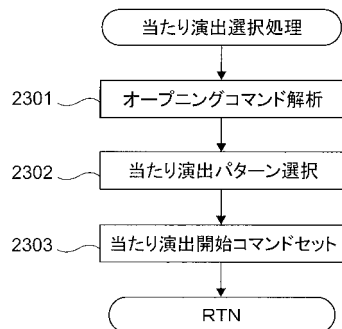 当たり演出選択処理
2301
オープニングコマンド解析
2302
当たり演出パターン選択
2303
当たり演出開始コマンドセット
RTN